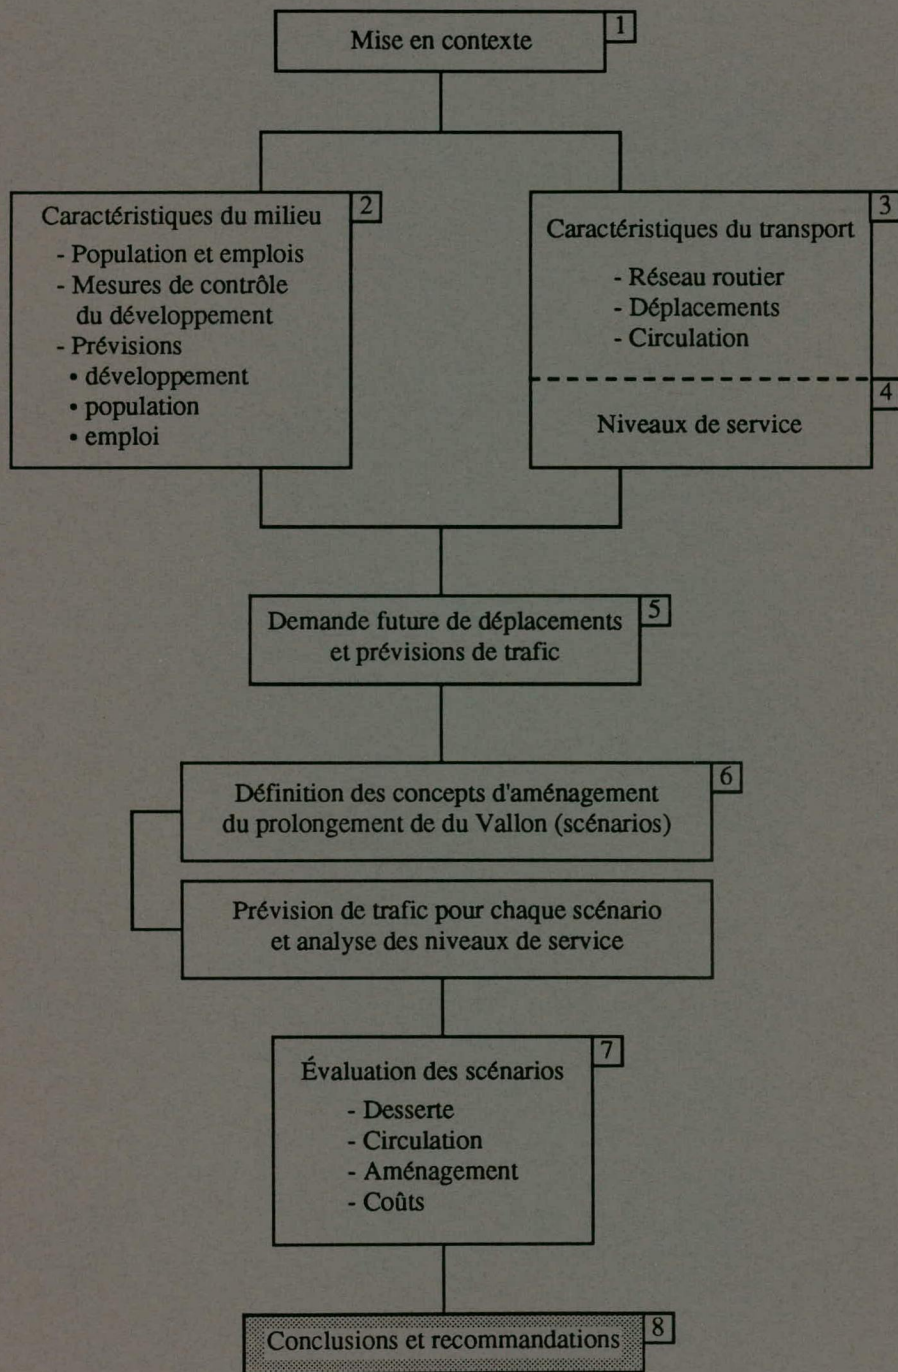 Mise en contexte
1
Caractéristiques du milieu
2
- Population et emplois
- Mesures de contrôle
du développement
- Prévisions
• développement
• population
• emploi
Caractéristiques du transport
3
- Réseau routier
- Déplacements
- Circulation
4
Niveaux de service
Demande future de déplacements
5
et prévisions de trafic
Définition des concepts d'aménagement
6
du prolongement de du Vallon (scénarios)
Prévision de trafic pour chaque scénario
et analyse des niveaux de service
Évaluation des scénarios
7
- Desserte
- Circulation
- Aménagement
- Coûts
Conclusions et recommandations
8